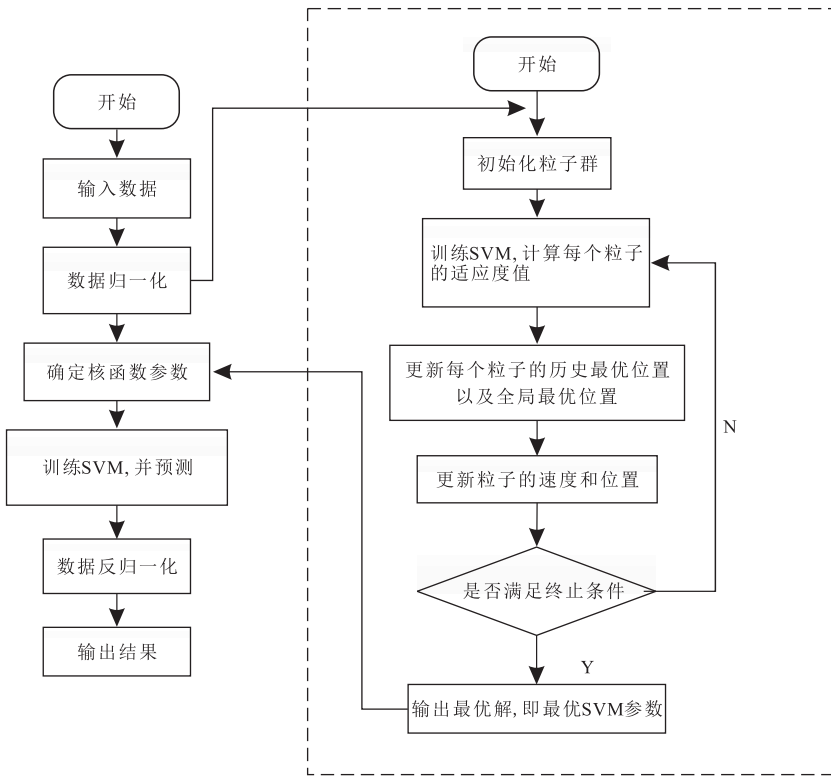 开始
输入数据
数据归一化
确定核函数参数
训练SVM,并预测
数据反归一化
输出结果
开始
初始化粒子群
训练SVM,计算每个粒子
的适应度值
更新每个粒子的历史最优位置
以及全局最优位置
更新粒子的速度和位置
是否满足终止条件
N
Y
输出最优解,即最优SVM参数